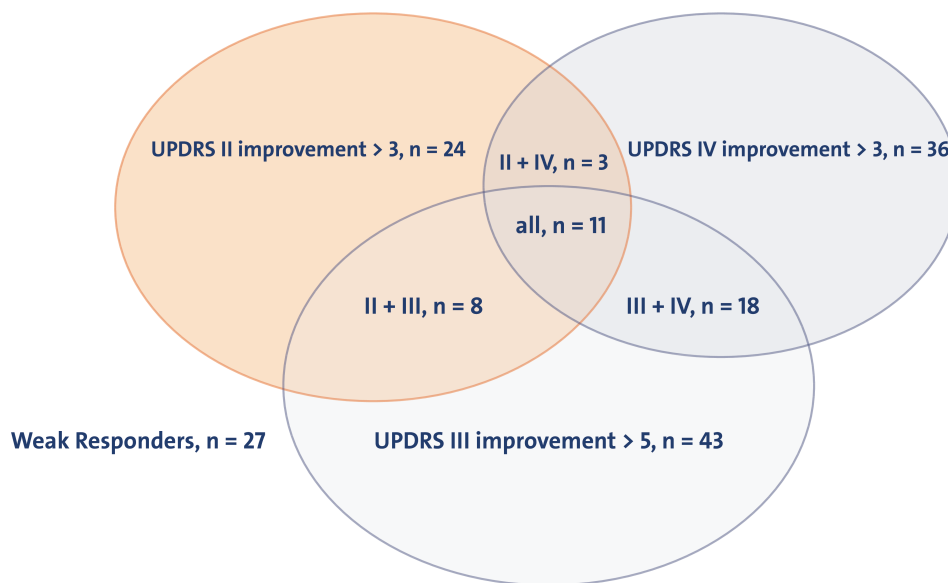 UPDRS II improvement > 3, n = 24
UPDRS IV improvement > 3, n = 36
II + IV, n = 3
all, n = 11
II + III, n = 8
III + IV, n = 18
Weak Responders, n = 27
UPDRS III improvement > 5, n = 43